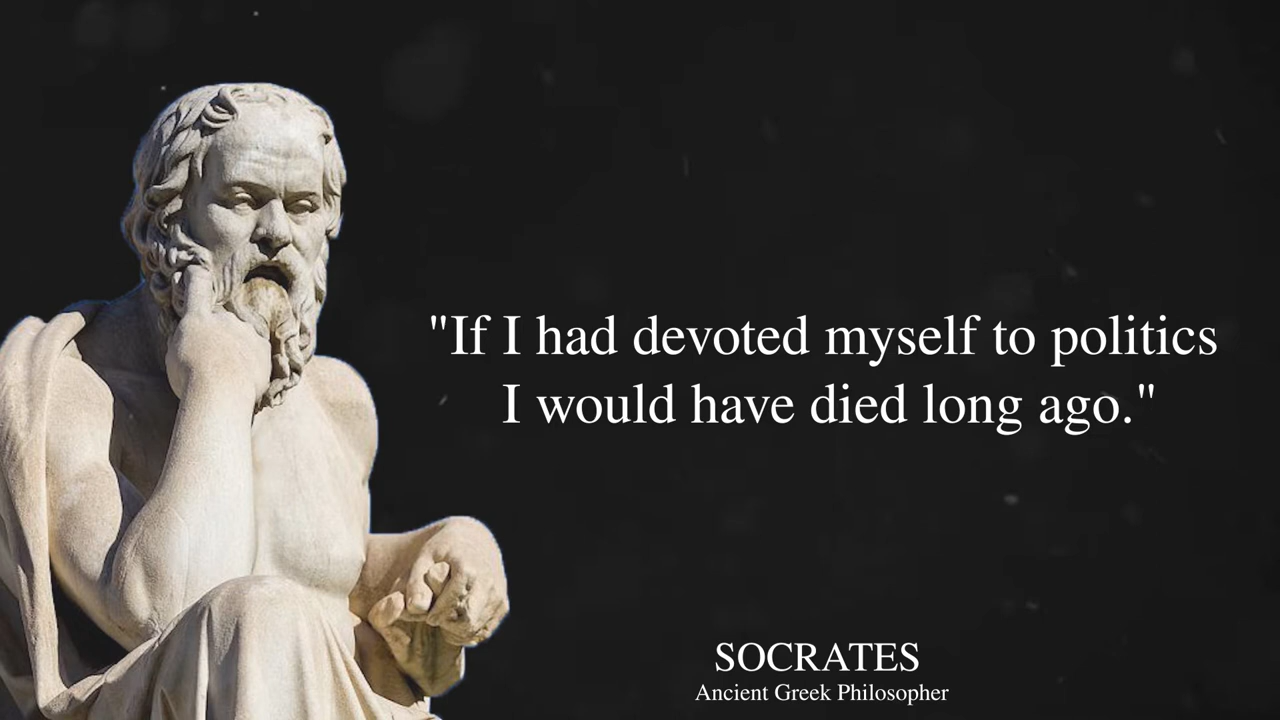 "If I had devoted myself to politics
I would have died long ago."
SOCRATES
Ancient Greek Philosopher